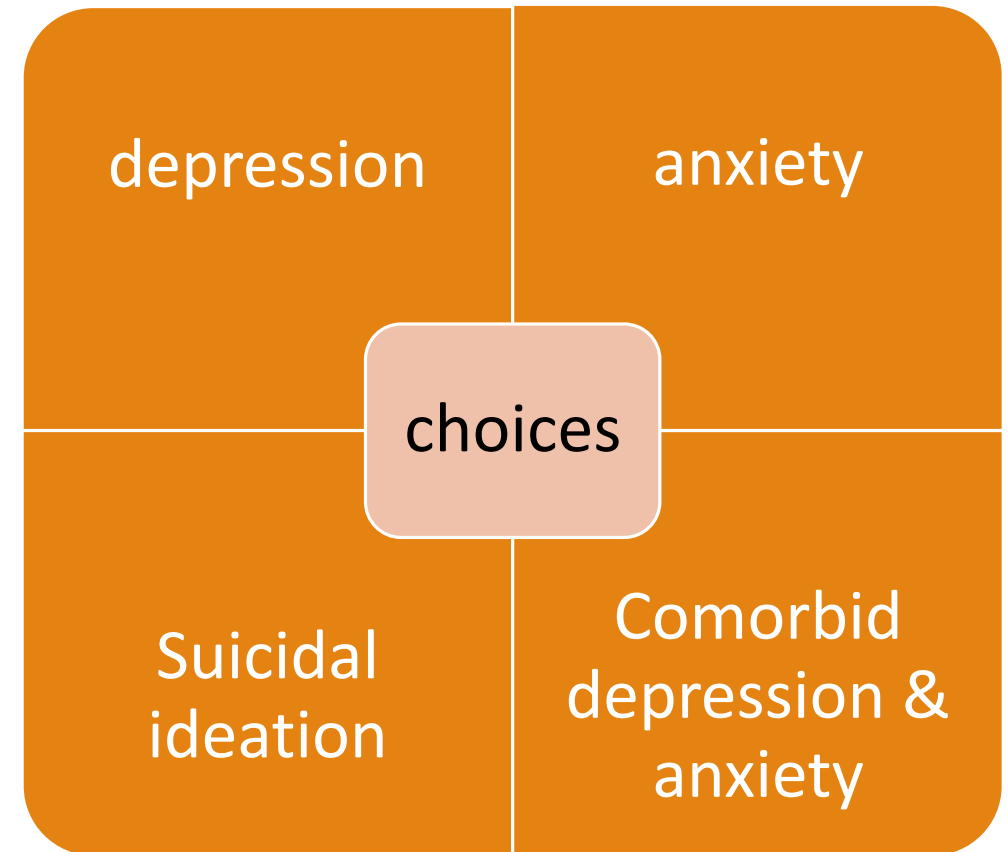 depression
anxiety
choices
Suicidal
ideation
Comorbid
depression &
anxiety